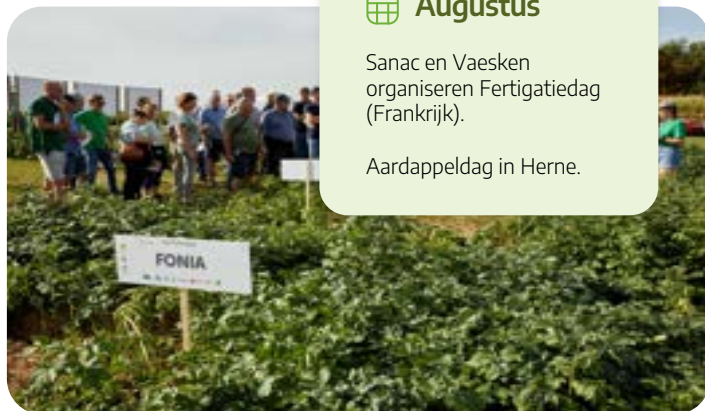 Augustus
Sanac en Vaesken
organiseren Fertigatiedag
(Frankrijk).
Aardappeldag in Herne.
FONIA